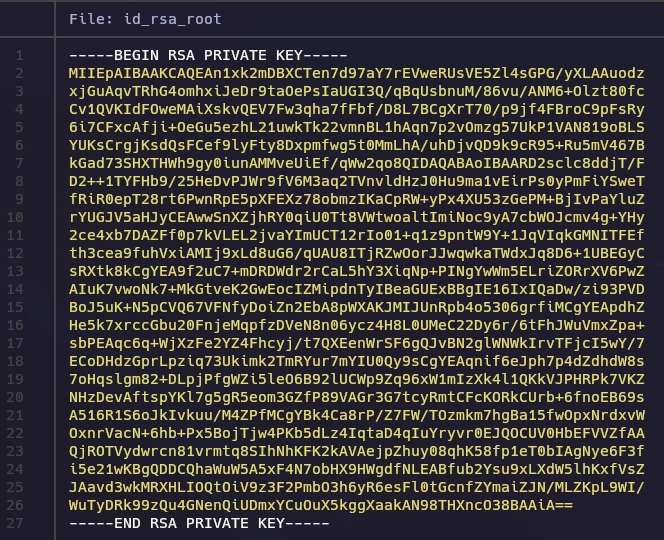 File: id_rsa_root
1 -----BEGIN RSA PRIVATE KEY-----
2 MIIEpAIBAAKCAQEAn1xk2mDBXCTen7d97aY7rEVweRUsVE5Zl4sGPG/yXLAAuodz
3 xjGuAqvTRhG4omhxiJeDr9taOePsIaUGI3Q/qBqUsbnuM/86vu/ANM6+Olzt80fc
4 Cv1QVKIdFOweMAiXskvQEV7Fw3qha7fFbf/D8L7BCgXrT70/p9jf4FBroC9pFsRy
5 6i7CFxcAfji+OeGu5ezhL21uwkTk22vmnBL1hAqn7p2vOmzg57UkP1VAN819oBLS
6 YUKsCrgjKsdQsFCef9lyFty8Dxpmfwg5t0MmLhA/uhDjvQD9k9cR95+Ru5mV467B
7 kGad73SHXTHWh9gy0iunAMMveUiEf/qWw2qo8QIDAQABAoIBAARD2sclc8ddjT/F
8 D2++1TYFHb9/25HeDvPJWr9fV6M3aq2TVnvldHzJ0Hu9ma1vEirPs0yPmFiYSweT
9 fRiR0epT28rt6PwnRpE5pXFEXz78obmzIKaCpRW+yPx4XU53zGePM+BjIvPaYluZ
10 rYUGJV5aHJyCEAwwSnXZjhRY0qiU0Tt8VWtwoaltImiNoc9yA7cbWOJcmv4g+YHy
11 2ce4xb7DAZFf0p7kVLEL2jvaYImUCT12rIo01+q1z9pntW9Y+1JqVIqkGMNITFEf
12 th3cea9fuhVxiAMIj9xLd8uG6/qUAU8ITjRZwOorJJwqwkaTWdxJq8D6+1UBEGyC
13 sRXtk8kCgYEA9f2uC7+mDRDWdr2rCaL5hY3XiqNp+PINgYwWm5ELriZORrXV6PwZ
14 AIuK7vwoNk7+MkGtveK2GwEocIZMipdnTyIBeaGUExBBgIE16IxIQaDw/zi93PVD
15 BoJ5uK+N5pCVQ67VFNfyDoiZn2EbA8pWXAKJMIJUnRpb4o5306grfiMCgYEApdhZ
16 He5k7xrccGbu20FnjeMqpfzDVeN8n06ycz4H8L0UMeC22Dy6r/6tFhJWuVmxZpa+
17 sbPEAqc6q+WjXzFe2YZ4Fhcyj/t7QXEenWrSF6gQJvBN2glWNWkIrvTFjcI5wY/7
18 ECoDHdzGprLpziq73Ukimk2TmRYur7mYIU0Qy9sCgYEAqnif6eJph7p4dZdhdW8s
19 7oHqslgm82+DLpjPfgWZi5leO6B92lUCWp9Zq96xW1mIzXk4l1QKkVJPHRPk7VKZ
20 NHzDevAftspYKl7g5gR5eom3GZfP89VAGr3G7tcyRmtCFcKORkCUrb+6fnoEB69s
21 A516R1S6oJkIvkuu/M4ZPfMCgYBk4Ca8rP/Z7FW/TOzmkm7hgBa15fwOpxNrdxvW
22 OxnrVacN+6hb+Px5BojTjw4PKb5dLz4IqtaD4qIuYryvr0EJQOCUV0HbEFVVZfAA
23 QjROTVydwrcn81vrmtq8SIhNhKFK2kAVAejpZhuy08qhK58fp1eT0bIAgNye6F3f
24 i5e21wKBgQDDCQhaWuW5A5xF4N7obHX9HWgdfNLEABfub2Ysu9xLXdW5lhKxfVsZ
25 JAavd3wkMRXHLIOQtOiV9z3F2PmbO3h6yR6esFl0tGcnfZYmaiZJN/MLZKpL9WI/
26 WuTyDRk99zQu4GNenQiUDmxYCuOuX5kggXaakAN98THXncO38BAAiA==
27 -----END RSA PRIVATE KEY-----